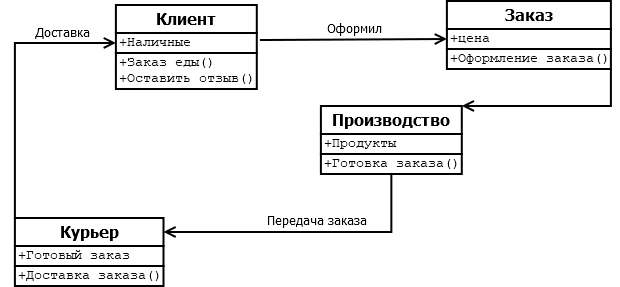 Клиент
+Наличные
+Заказ еды()
+Оставить отзыв()
Оформил
Заказ
+цена
+Оформление заказа()
Доставка
Производство
+Продукты
+Готовка заказа()
Передача заказа
Курьер
+Готовый заказ
+Доставка заказа()